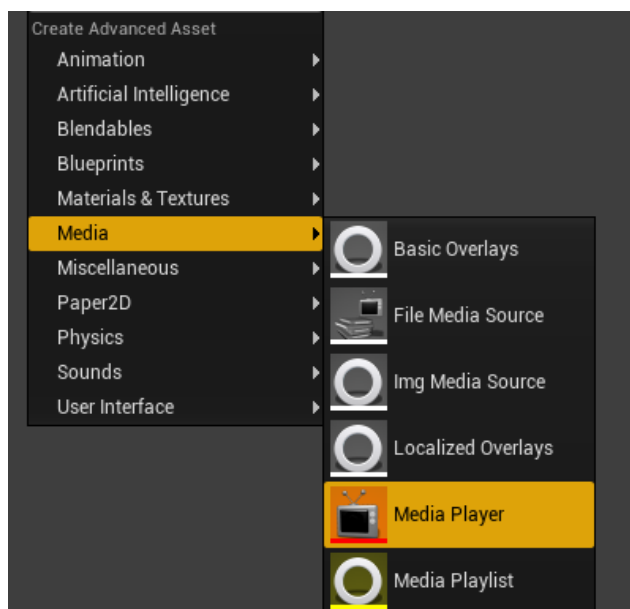 Create Advanced Asset
Animation
Artificial Intelligence
Blendables
Blueprints
Materials & Textures
Media
Miscellaneous
Paper2D
Physics
Sounds
User Interface
Basic Overlays
File Media Source
Img Media Source
Localized Overlays
Media Player
Media Playlist